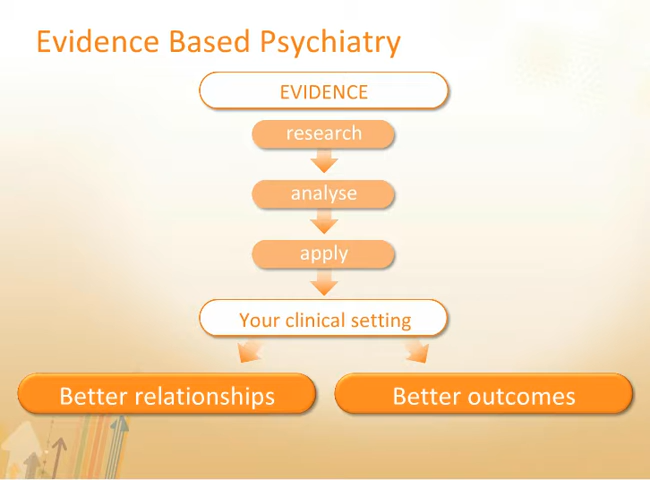 Evidence Based Psychiatry
EVIDENCE
research
analyse
apply
Your clinical setting
Better relationships
Better outcomes